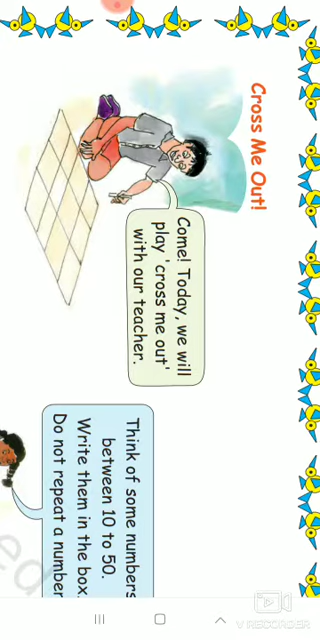 Cross Me Out!
Come! Today, we will
play 'cross me out'
with our teacher.
Think of some numbers
between 10 to 50.
Write them in the box.
Do not repeat a number
V RECORDER